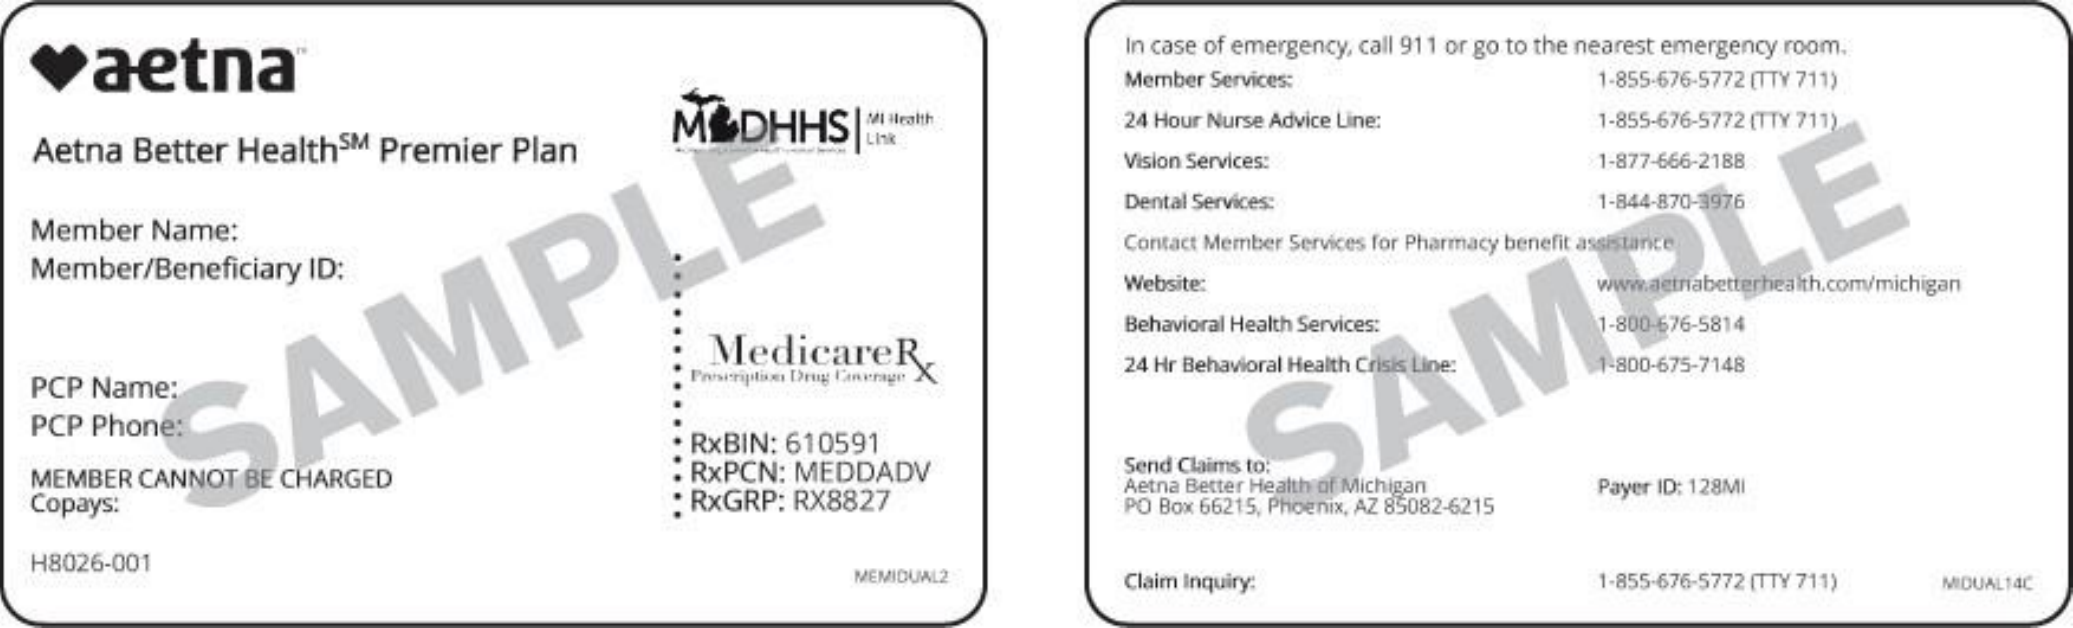 aetna™
Aetna Better Health℠ Premier Plan
MDHHS | MI Health Link
Member Name:
Member/Beneficiary ID:
SAMPLE
MedicareRx
Prescription Drug Coverage
PCP Name:
PCP Phone:
RxBIN: 610591
RxPCN: MEDDADV
RxGRP: RX8827
MEMBER CANNOT BE CHARGED
Copays:
H8026-001
MEMIDUAL2
In case of emergency, call 911 or go to the nearest emergency room.
Member Services: 1-855-676-5772 (TTY 711)
24 Hour Nurse Advice Line: 1-855-676-5772 (TTY 711)
Vision Services: 1-877-666-2188
Dental Services: 1-844-870-3976
Contact Member Services for Pharmacy benefit assistance
Website: www.aetnabetterhealth.com/michigan
Behavioral Health Services: 1-800-676-5814
24 Hr Behavioral Health Crisis Line: 1-800-675-7148
SAMPLE
Send Claims to:
Aetna Better Health of Michigan
PO Box 66215, Phoenix, AZ 85082-6215
Payer ID: 128MI
Claim Inquiry: 1-855-676-5772 (TTY 711)
MIDUAL14C